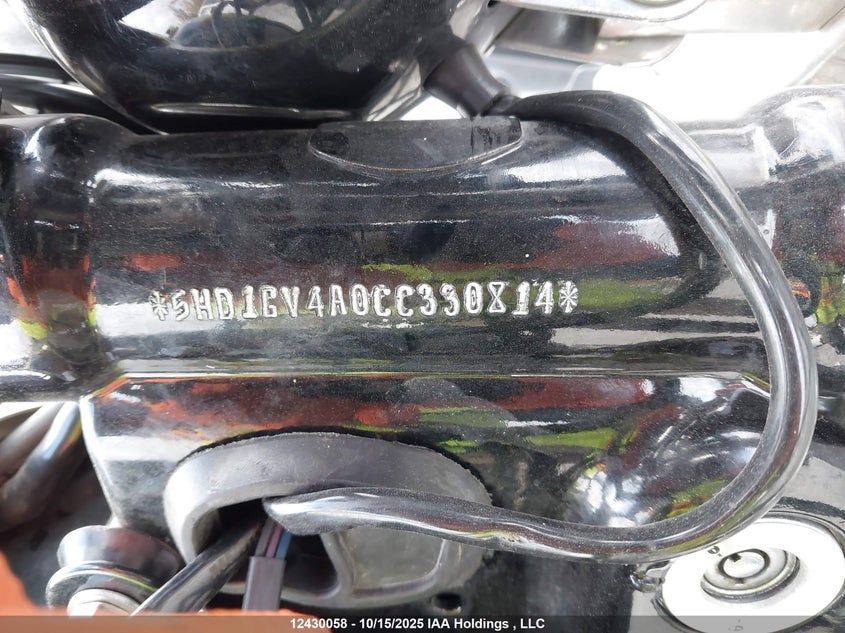 *5HD1GV4A0CC330814*
12430058 - 10/15/2025 IAA Holdings , LLC